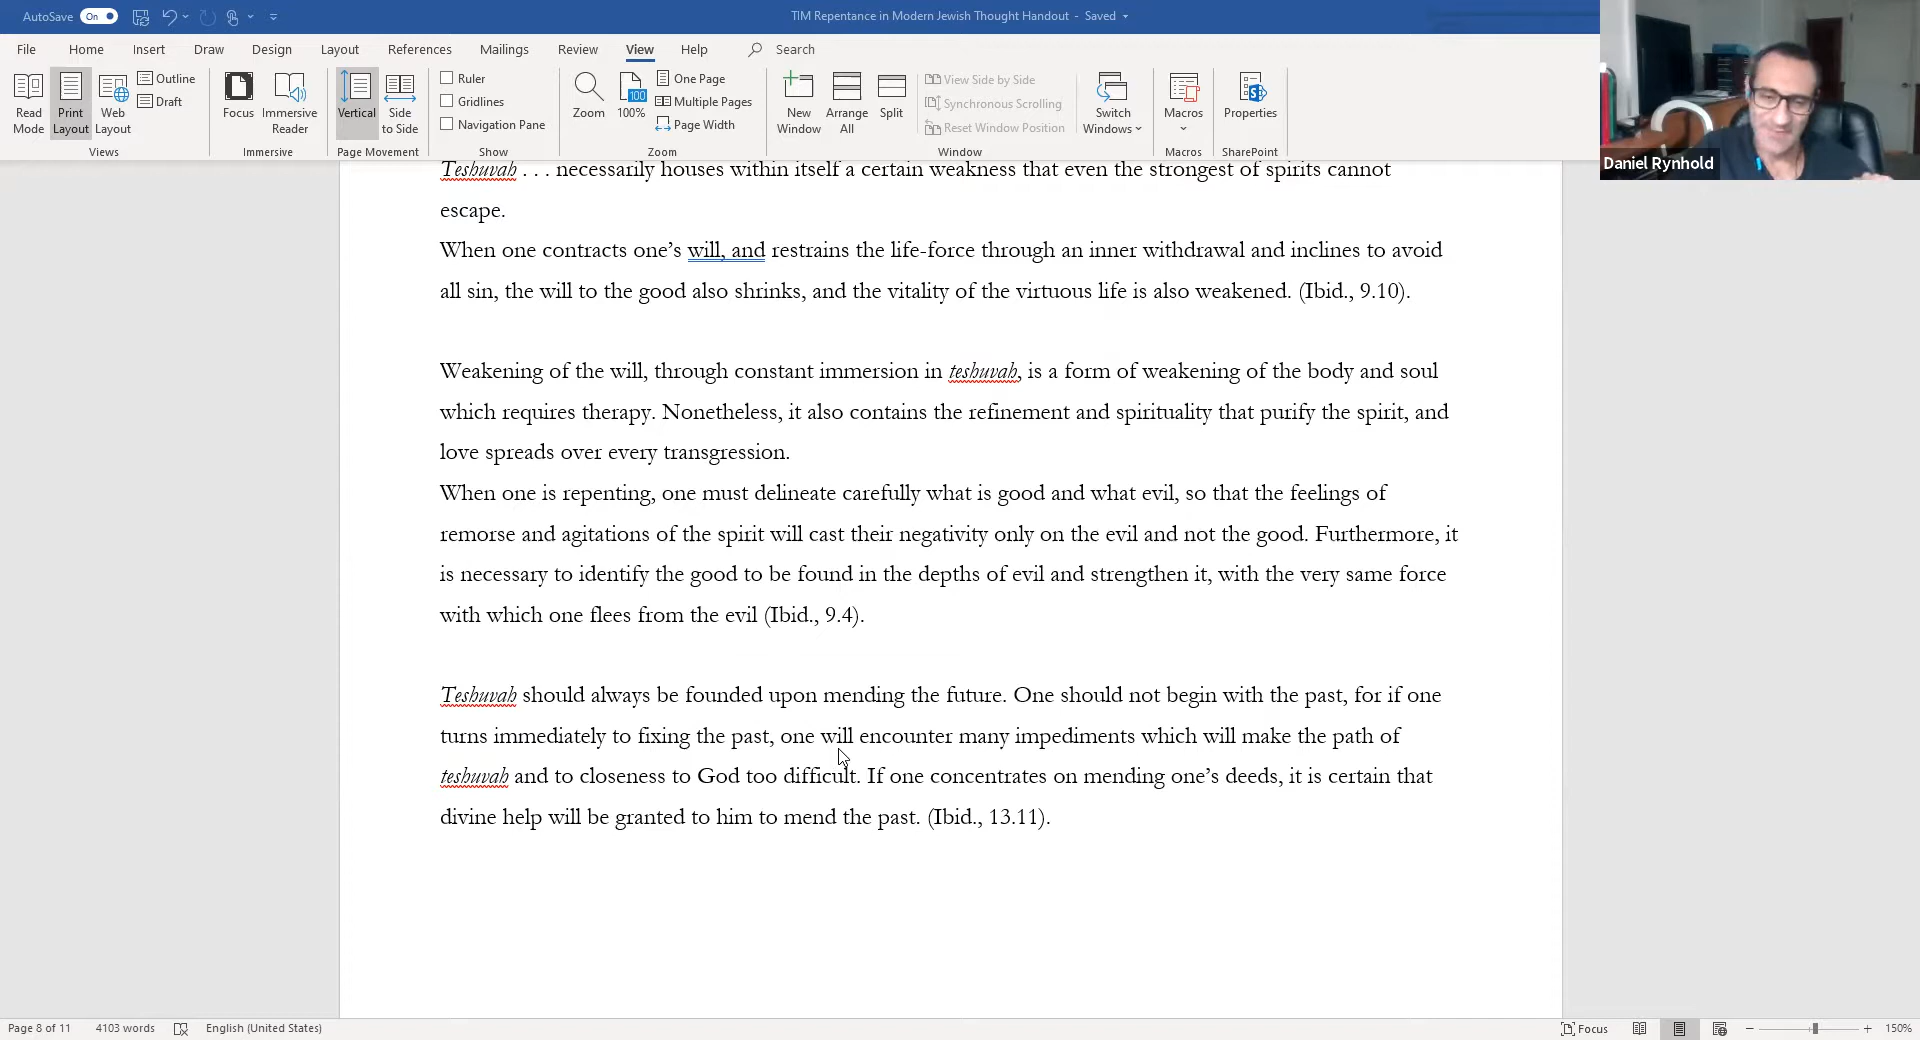 AutoSave On TIM Repentance in Modern Jewish Thought Handout - Saved
File Home Insert Draw Design Layout References Mailings Review View Help Search
Read Mode
Print Layout
Web Layout
Outline
Draft
Views
Focus
Immersive Reader
Immersive
Vertical
Side to Side
Page Movement
Ruler
Gridlines
Navigation Pane
Show
Zoom
100
100%
One Page
Multiple Pages
Page Width
Zoom
New Window
Arrange All
Split
View Side by Side
Synchronous Scrolling
Reset Window Position
Window
Switch Windows
Macros
Macros
Properties
SharePoint
Daniel Rynhold
Teshuvah . . . necessarily houses within itself a certain weakness that even the strongest of spirits cannot
escape.
When one contracts one’s will, and restrains the life-force through an inner withdrawal and inclines to avoid
all sin, the will to the good also shrinks, and the vitality of the virtuous life is also weakened. (Ibid., 9.10).
Weakening of the will, through constant immersion in teshuvah, is a form of weakening of the body and soul
which requires therapy. Nonetheless, it also contains the refinement and spirituality that purify the spirit, and
love spreads over every transgression.
When one is repenting, one must delineate carefully what is good and what evil, so that the feelings of
remorse and agitations of the spirit will cast their negativity only on the evil and not the good. Furthermore, it
is necessary to identify the good to be found in the depths of evil and strengthen it, with the very same force
with which one flees from the evil (Ibid., 9.4).
Teshuvah should always be founded upon mending the future. One should not begin with the past, for if one
turns immediately to fixing the past, one will encounter many impediments which will make the path of
teshuvah and to closeness to God too difficult. If one concentrates on mending one’s deeds, it is certain that
divine help will be granted to him to mend the past. (Ibid., 13.11).
Page 8 of 11 4103 words English (United States) Focus 150%